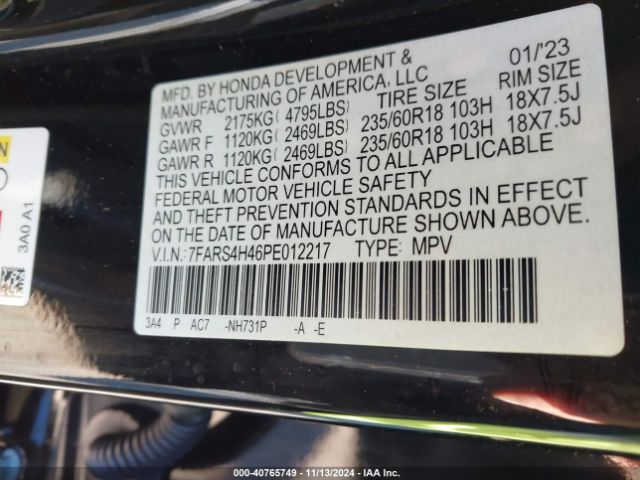 MFD. BY HONDA DEVELOPMENT &
MANUFACTURING OF AMERICA, LLC 01/'23
GVWR 2175KG ( 4795LBS) TIRE SIZE RIM SIZE
GAWR F 1120KG ( 2469LBS) 235/60R18 103H 18X7.5J
GAWR R 1120KG ( 2469LBS) 235/60R18 103H 18X7.5J
THIS VEHICLE CONFORMS TO ALL APPLICABLE
FEDERAL MOTOR VEHICLE SAFETY
AND THEFT PREVENTION STANDARDS IN EFFECT
ON THE DATE OF MANUFACTURE SHOWN ABOVE.
V.I.N.: 7FARS4H46PE012217 TYPE: MPV
3A4 P AC7 -NH731P -A -E
3A0 A1
000-40765749 - 11/13/2024 - IAA Inc.